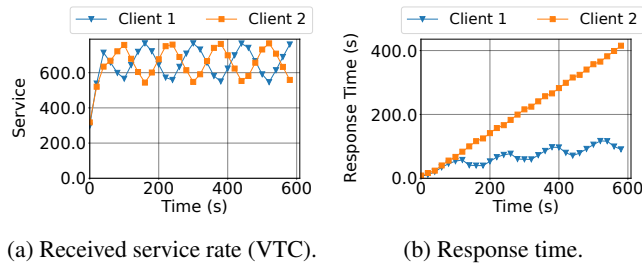 Client 1 Client 2
Service
600.0
400.0
200.0
0.0
0 200 400 600
Time (s)
(a) Received service rate (VTC).
Client 1 Client 2
Response Time (s)
400.0
200.0
0.0
0 200 400 600
Time (s)
(b) Response time.